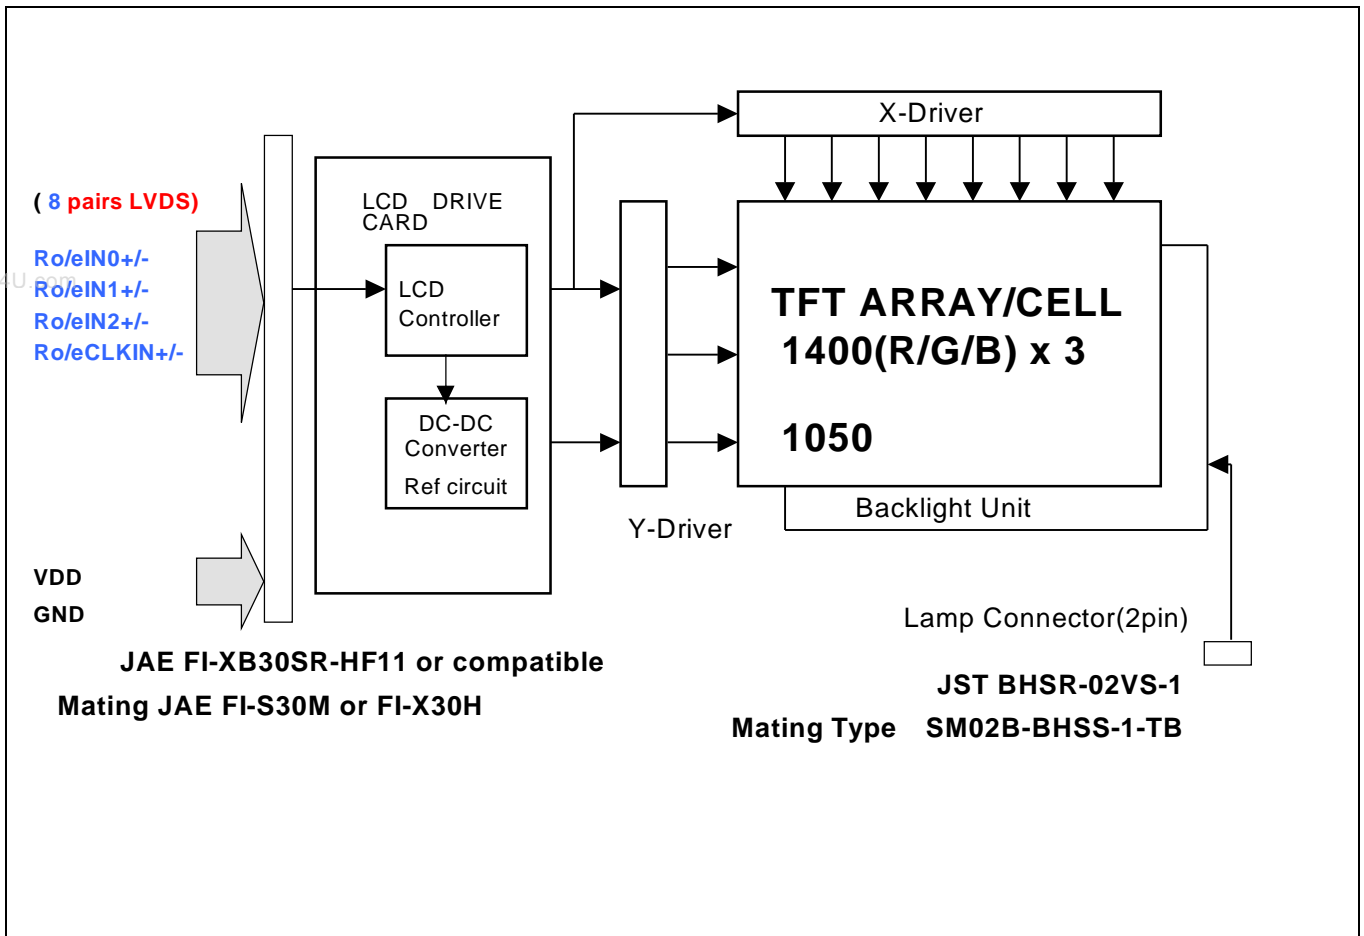 X-Driver
( 8 pairs LVDS)
LCD DRIVE
CARD
Ro/eIN0+/-
4U.com
Ro/eIN1+/-
Ro/eIN2+/-
Ro/eCLKIN+/-
LCD
Controller
TFT ARRAY/CELL
1400(R/G/B) x 3
1050
DC-DC
Converter
Ref circuit
Backlight Unit
Y-Driver
VDD
GND
Lamp Connector(2pin)
JAE FI-XB30SR-HF11 or compatible
Mating JAE FI-S30M or FI-X30H
JST BHSR-02VS-1
Mating Type SM02B-BHSS-1-TB